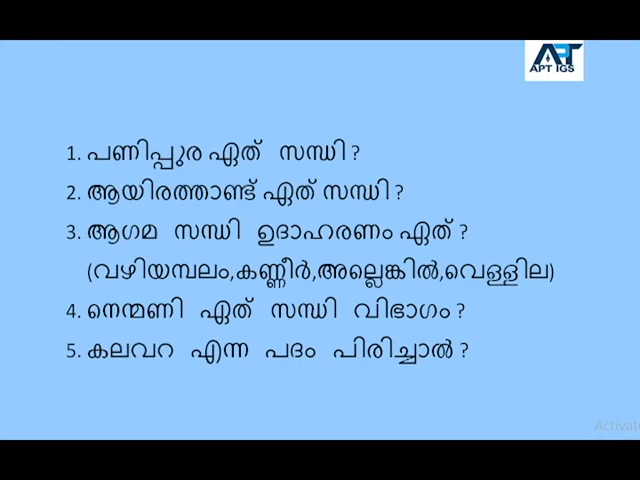 APT
APT IGS
1. പണിപ്പുര ഏത് സന്ധി ?
2. ആയിരത്താണ്ട് ഏത് സന്ധി ?
3. ആഗമ സന്ധി ഉദാഹരണം ഏത് ?
(വഴിയമ്പലം,കണ്ണീർ,അല്ലെങ്കിൽ,വെള്ളില)
4. നെന്മണി ഏത് സന്ധി വിഭാഗം ?
5. കലവറ എന്ന പദം പിരിച്ചാൽ ?